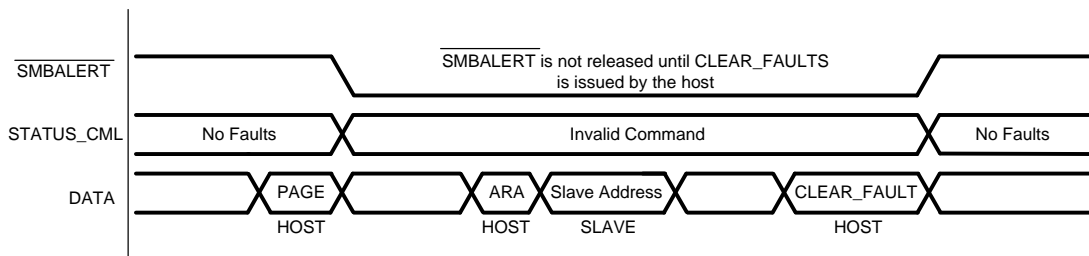 SMBALERT
SMBALERT is not released until CLEAR_FAULTS
is issued by the host
STATUS_CML
No Faults
Invalid Command
No Faults
DATA
PAGE
ARA
Slave Address
CLEAR_FAULT
HOST
HOST
SLAVE
HOST